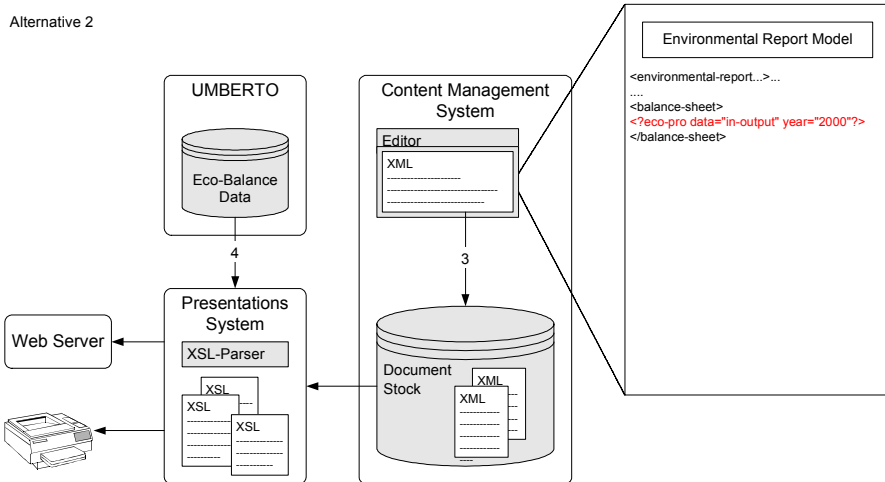 Alternative 2
UMBERTO
Eco-Balance
Data
4
Presentations
System
XSL-Parser
XSL
XSL
XSL
Web Server
Content Management
System
Editor
XML
3
Document
Stock
XML
XML
Environmental Report Model
<environmental-report...>...
....
<balance-sheet>
<?eco-pro data="in-output" year="2000"?>
</balance-sheet>